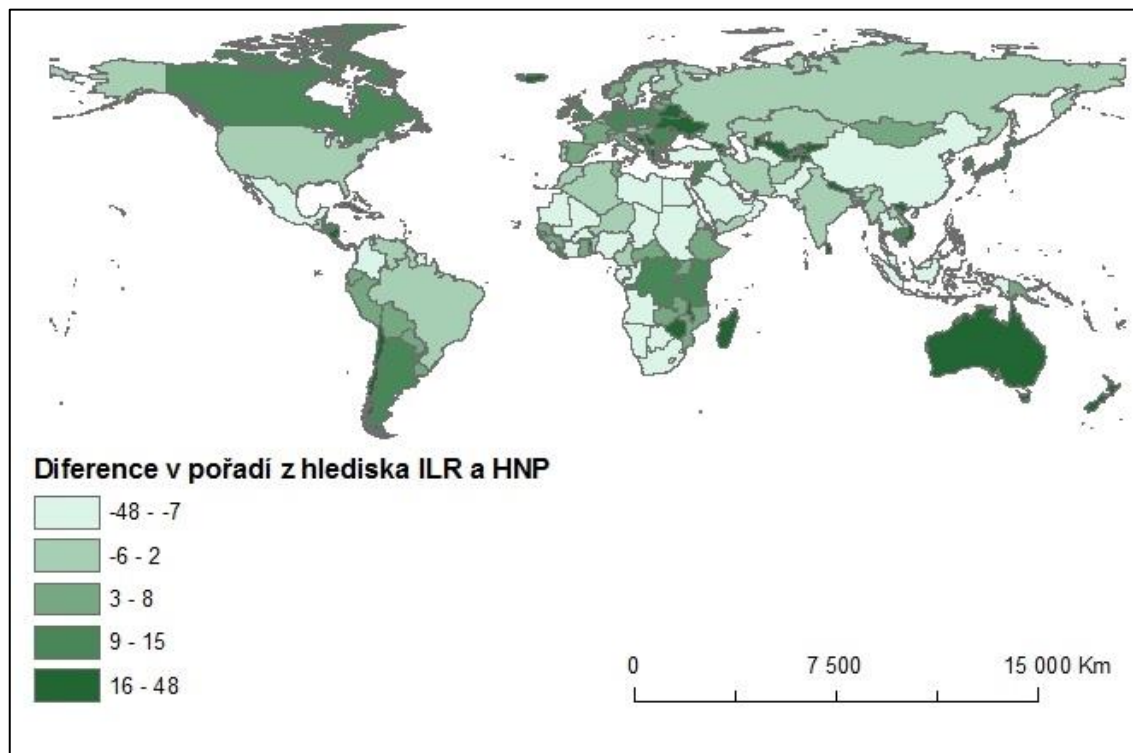 Diference v pořadí z hlediska ILR a HNP
-48 - -7
-6 - 2
3 - 8
9 - 15
16 - 48
0 7 500 15 000 Km